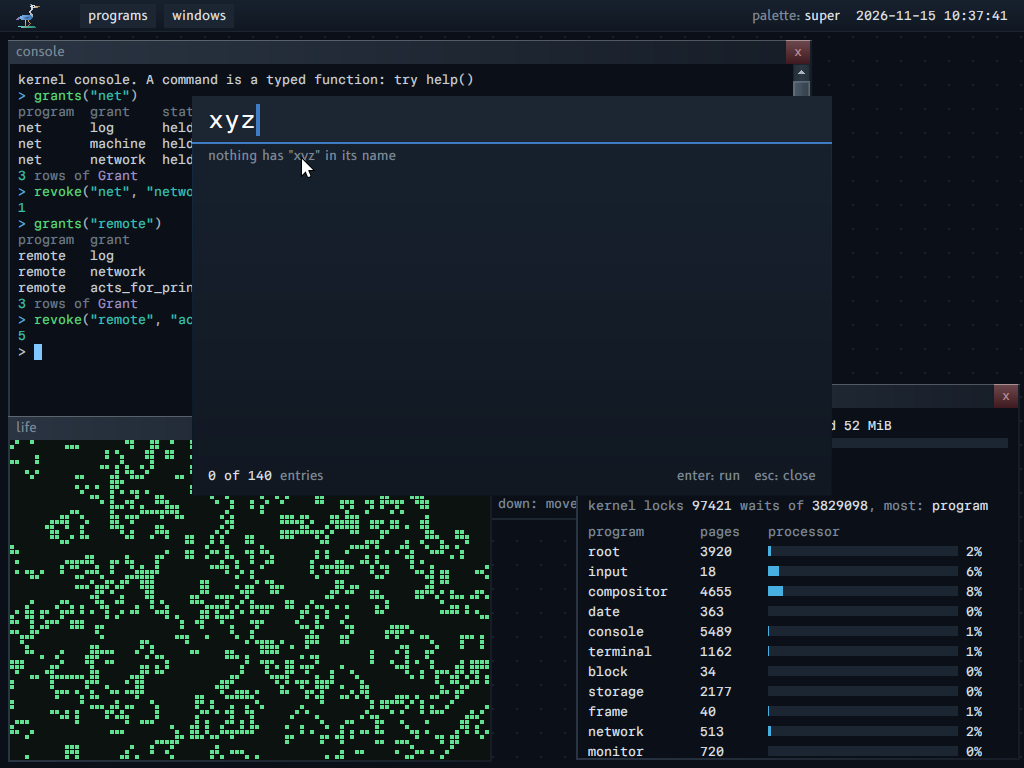 programs windows palette: super 2026-11-15 10:37:41
console x
kernel console. A command is a typed function: try help()
> grants("net")
program grant stat
net log held
net machine held
net network held
3 rows of Grant
> revoke("net", "netwo
1
> grants("remote")
program grant
remote log
remote network
remote acts_for_prin
3 rows of Grant
> revoke("remote", "ac
5
>
xyz
nothing has "xyz" in its name
0 of 140 entries enter: run esc: close
life
down: move
x
d 52 MiB
kernel locks 97421 waits of 3829098, most: program
program pages processor
root 3920 2%
input 18 6%
compositor 4655 8%
date 363 0%
console 5489 1%
terminal 1162 1%
block 34 0%
storage 2177 0%
frame 40 1%
network 513 2%
monitor 720 0%